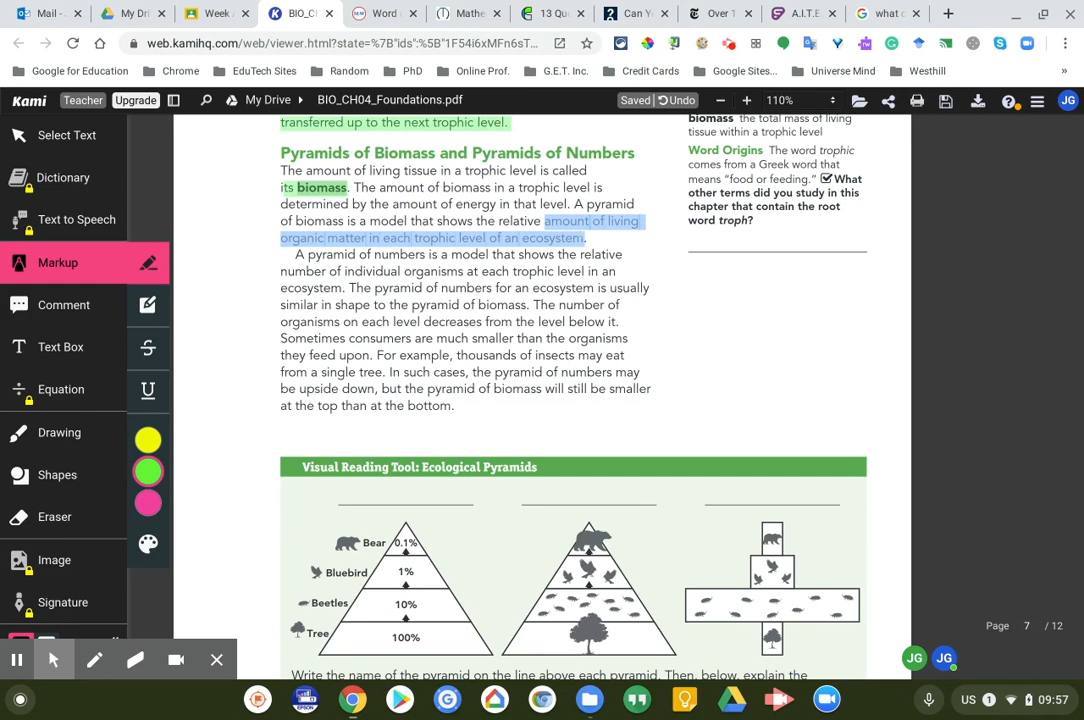 Mail -
My Dri
Week
BIO_CH
Word
Mathe
13 Qu
Can Y
Over 1
A.I.T.E
what c
web.kamihq.com/web/viewer.html?state=%7B"ids"%3A%5B"1F54i6xMFn6sT...
Google for Education
Chrome
EduTech Sites
Random
PhD
Online Prof.
G.E.T. Inc.
Credit Cards
Google Sites...
Universe Mind
Westhill
»
Kami
Teacher
Upgrade
My Drive
BIO_CH04_Foundations.pdf
Saved
Undo
110%
JG
Select Text
Dictionary
Text to Speech
Markup
Comment
Text Box
Equation
Drawing
Shapes
Eraser
Image
Signature
transferred up to the next trophic level.
Pyramids of Biomass and Pyramids of Numbers
The amount of living tissue in a trophic level is called
its biomass. The amount of biomass in a trophic level is
determined by the amount of energy in that level. A pyramid
of biomass is a model that shows the relative amount of living
organic matter in each trophic level of an ecosystem.
A pyramid of numbers is a model that shows the relative
number of individual organisms at each trophic level in an
ecosystem. The pyramid of numbers for an ecosystem is usually
similar in shape to the pyramid of biomass. The number of
organisms on each level decreases from the level below it.
Sometimes consumers are much smaller than the organisms
they feed upon. For example, thousands of insects may eat
from a single tree. In such cases, the pyramid of numbers may
be upside down, but the pyramid of biomass will still be smaller
at the top than at the bottom.
biomass the total mass of living
tissue within a trophic level
Word Origins The word trophic
comes from a Greek word that
means "food or feeding." What
other terms did you study in this
chapter that contain the root
word troph?
Visual Reading Tool: Ecological Pyramids
Bear 0.1%
Bluebird 1%
Beetles 10%
Tree 100%
Write the name of the pyramid on the line above each pyramid. Then, below, explain the
Page 7 / 12
JG
JG
EPSON
US
1
09:57